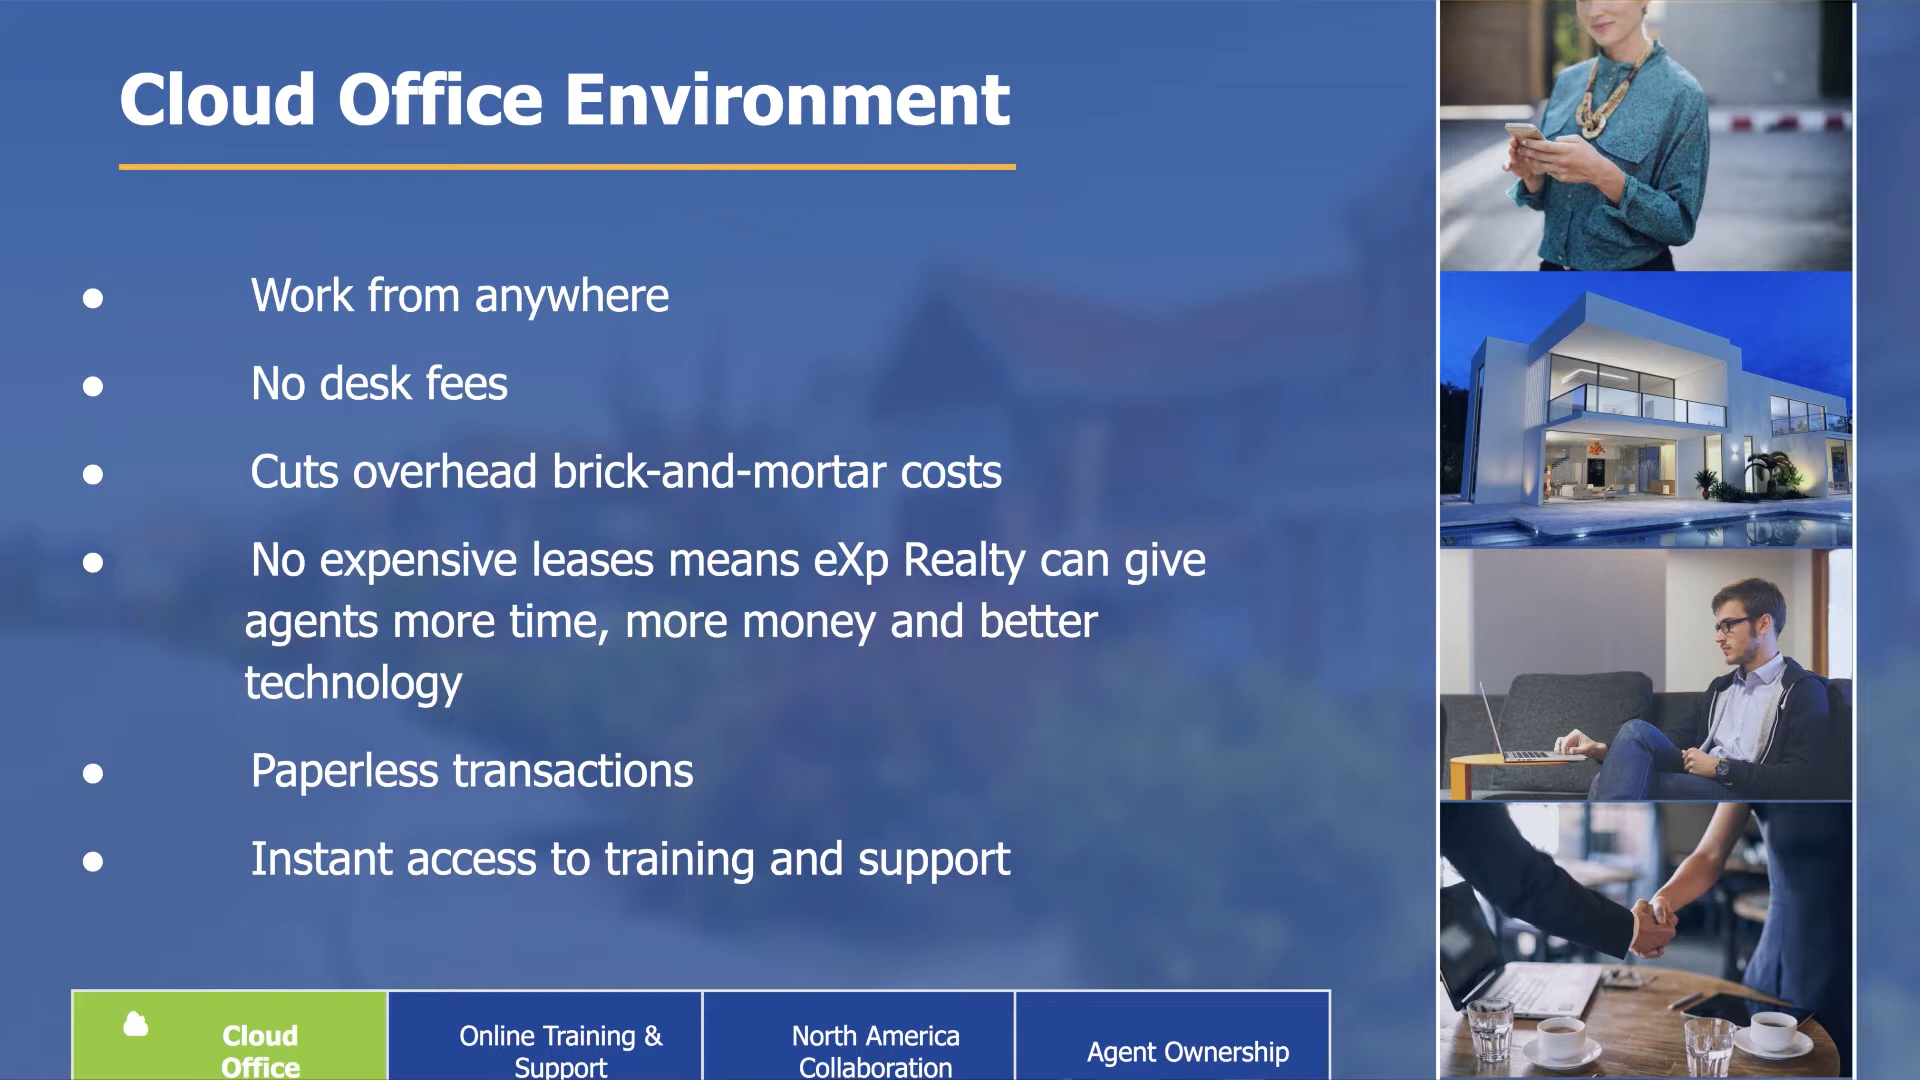 Cloud Office Environment
● Work from anywhere
● No desk fees
● Cuts overhead brick-and-mortar costs
● No expensive leases means eXp Realty can give
agents more time, more money and better
technology
● Paperless transactions
● Instant access to training and support
Cloud
Office
Online Training &
Support
North America
Collaboration
Agent Ownership